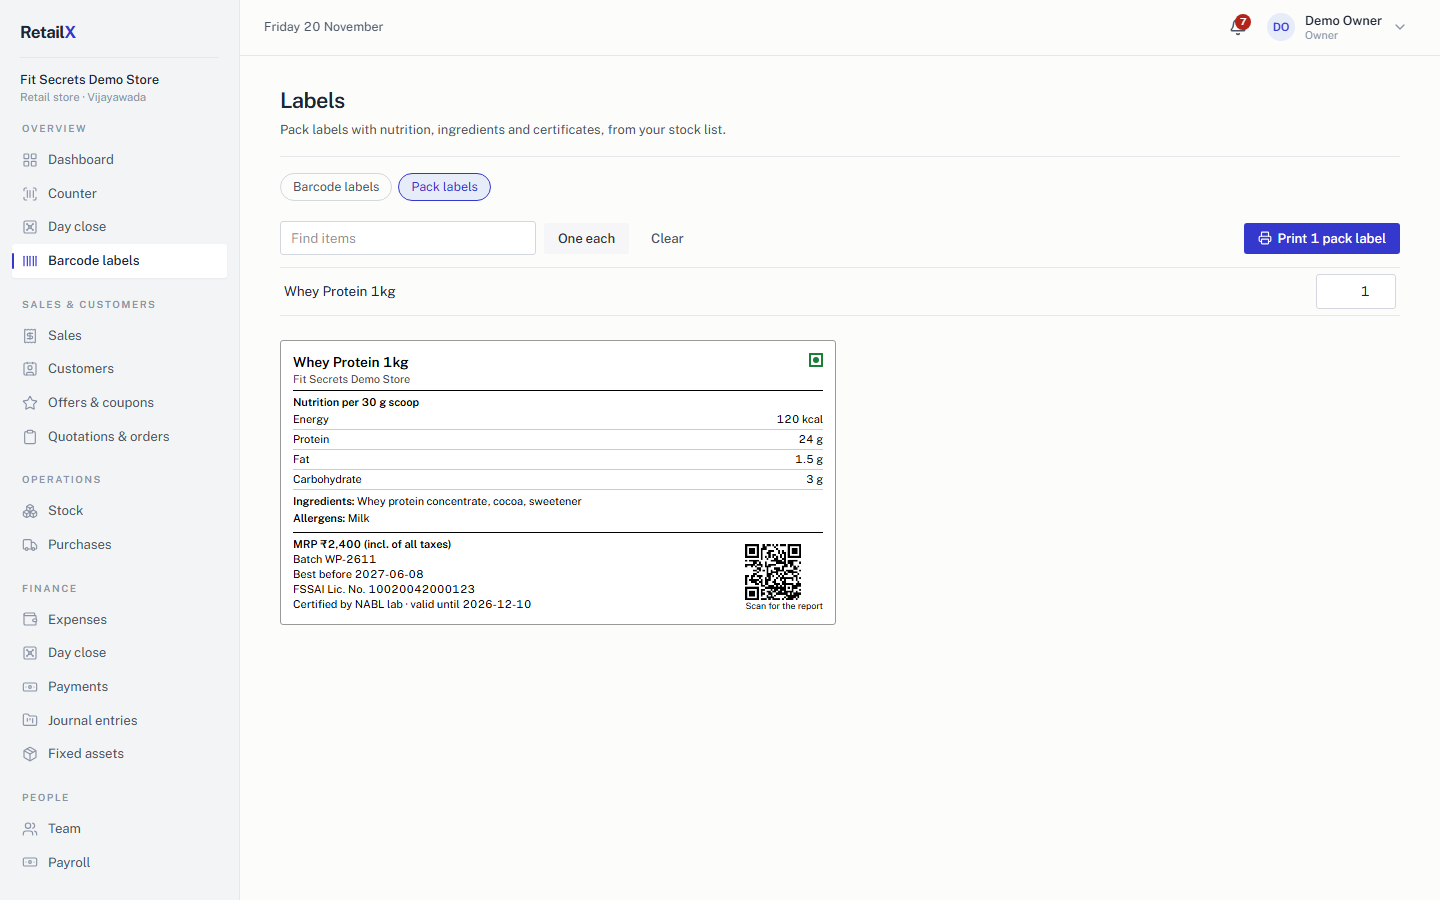 RetailX
Fit Secrets Demo Store
Retail store · Vijayawada
OVERVIEW
Dashboard
Counter
Day close
Barcode labels
SALES & CUSTOMERS
Sales
Customers
Offers & coupons
Quotations & orders
OPERATIONS
Stock
Purchases
FINANCE
Expenses
Day close
Payments
Journal entries
Fixed assets
PEOPLE
Team
Payroll
Friday 20 November
7
DO
Demo Owner
Owner
Labels
Pack labels with nutrition, ingredients and certificates, from your stock list.
Barcode labels
Pack labels
Find items
One each
Clear
Print 1 pack label
Whey Protein 1kg
1
Whey Protein 1kg
Fit Secrets Demo Store
Nutrition per 30 g scoop
Energy 120 kcal
Protein 24 g
Fat 1.5 g
Carbohydrate 3 g
Ingredients: Whey protein concentrate, cocoa, sweetener
Allergens: Milk
MRP ₹2,400 (incl. of all taxes)
Batch WP-2611
Best before 2027-06-08
FSSAI Lic. No. 10020042000123
Certified by NABL lab · valid until 2026-12-10
Scan for the report